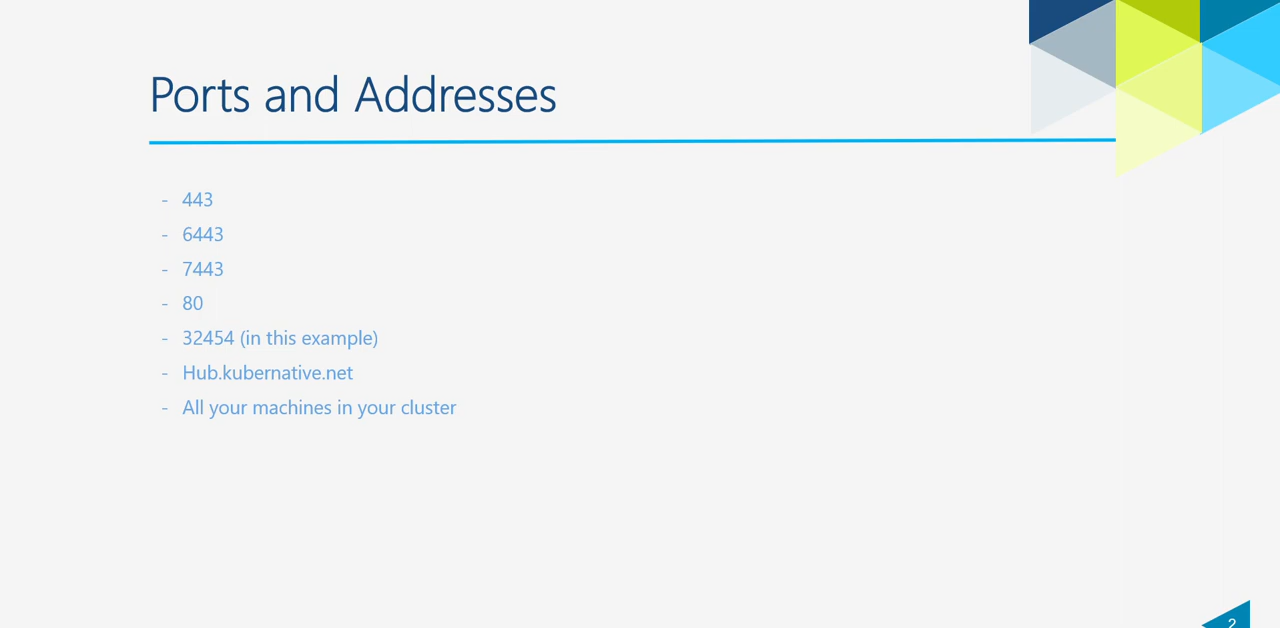 Ports and Addresses
- 443
- 6443
- 7443
- 80
- 32454 (in this example)
- Hub.kubernative.net
- All your machines in your cluster
2